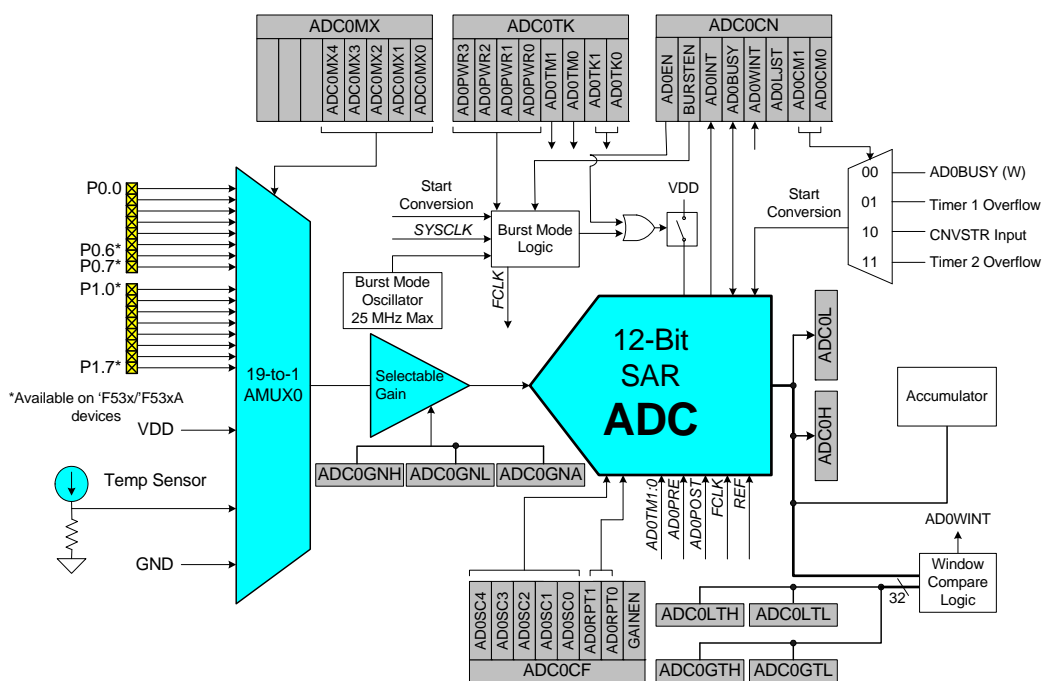 ADC0MX
ADC0MX4
ADC0MX3
ADC0MX2
ADC0MX1
ADC0MX0
ADC0TK
AD0PWR3
AD0PWR2
AD0PWR1
AD0PWR0
AD0TM1
AD0TM0
AD0TK1
AD0TK0
ADC0CN
AD0EN
BURSTEN
AD0INT
AD0BUSY
AD0WINT
AD0LJST
AD0CM1
AD0CM0
P0.0
P0.6*
P0.7*
P1.0*
P1.7*
*Available on ‘F53x/’F53xA
devices
VDD
Temp Sensor
GND
19-to-1
AMUX0
Start
Conversion
SYSCLK
Burst Mode
Logic
Burst Mode
Oscillator
25 MHz Max
FCLK
VDD
Start
Conversion
00
01
10
11
AD0BUSY (W)
Timer 1 Overflow
CNVSTR Input
Timer 2 Overflow
Selectable
Gain
ADC0GNH
ADC0GNL
ADC0GNA
12-Bit
SAR
ADC
ADC0L
ADC0H
Accumulator
AD0TM1:0
AD0PRE
AD0POST
FCLK
REF
AD0WINT
Window
Compare
Logic
32
AD0SC4
AD0SC3
AD0SC2
AD0SC1
AD0SC0
AD0RPT1
AD0RPT0
GAINEN
ADC0CF
ADC0LTH
ADC0LTL
ADC0GTH
ADC0GTL